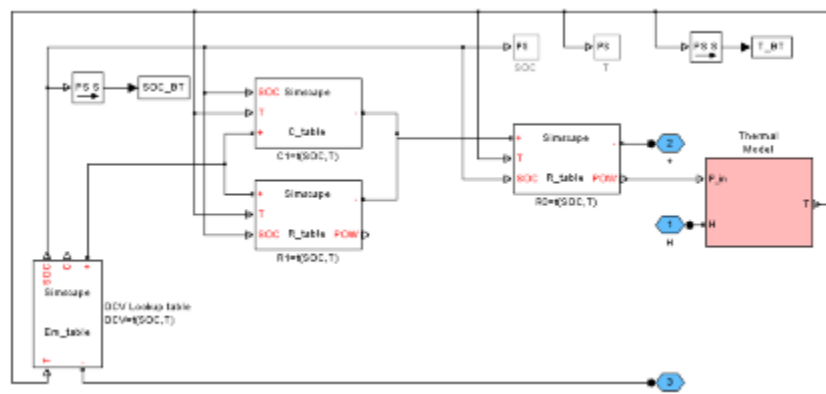 PS
SOC
PS
T
PS S
T_BT
PS S
SOC_BT
SOC
T
+
Simscape
C_table
-
C1=f(SOC,T)
+
T
SOC
Simscape
R_table
-
POW
R1=f(SOC,T)
+
T
SOC
Simscape
R_table
-
POW
R0=f(SOC,T)
2
+
1
H
Thermal
Model
P_in
H
T
SOC
C
+
Simscape
Em_table
T
-
OCV Lookup table
OCV=f(SOC,T)
3